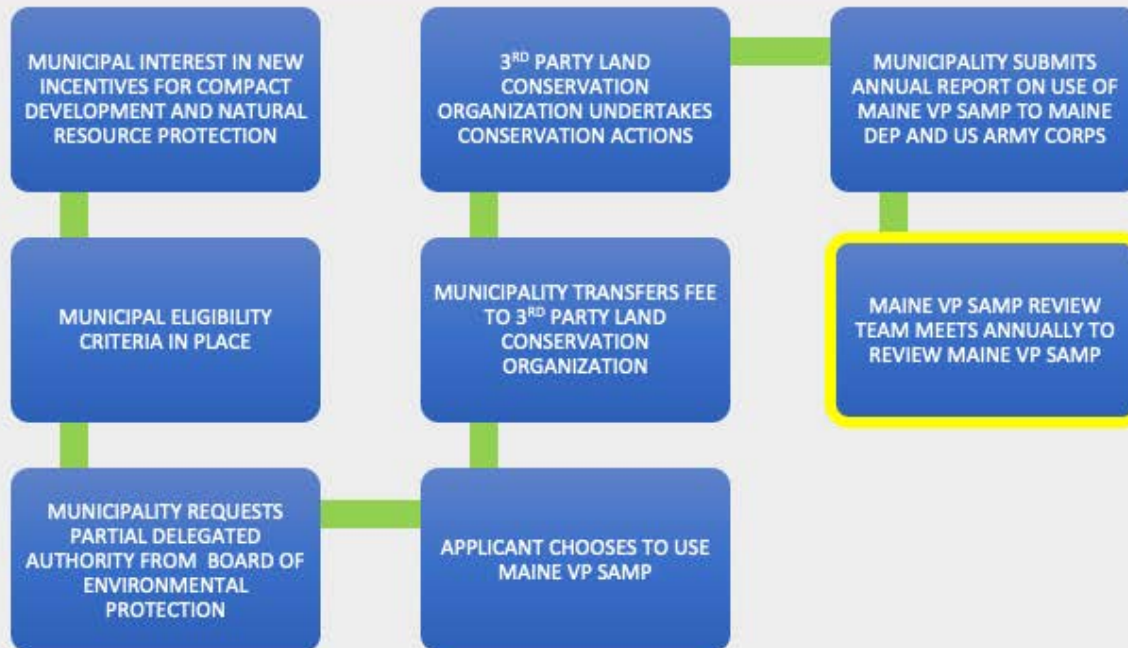 MUNICIPAL INTEREST IN NEW
INCENTIVES FOR COMPACT
DEVELOPMENT AND NATURAL
RESOURCE PROTECTION
MUNICIPAL ELIGIBILITY
CRITERIA IN PLACE
MUNICIPALITY REQUESTS
PARTIAL DELEGATED
AUTHORITY FROM BOARD OF
ENVIRONMENTAL
PROTECTION
APPLICANT CHOOSES TO USE
MAINE VP SAMP
MUNICIPALITY TRANSFERS FEE
TO 3RD PARTY LAND
CONSERVATION
ORGANIZATION
3RD PARTY LAND
CONSERVATION
ORGANIZATION UNDERTAKES
CONSERVATION ACTIONS
MUNICIPALITY SUBMITS
ANNUAL REPORT ON USE OF
MAINE VP SAMP TO MAINE
DEP AND US ARMY CORPS
MAINE VP SAMP REVIEW
TEAM MEETS ANNUALLY TO
REVIEW MAINE VP SAMP